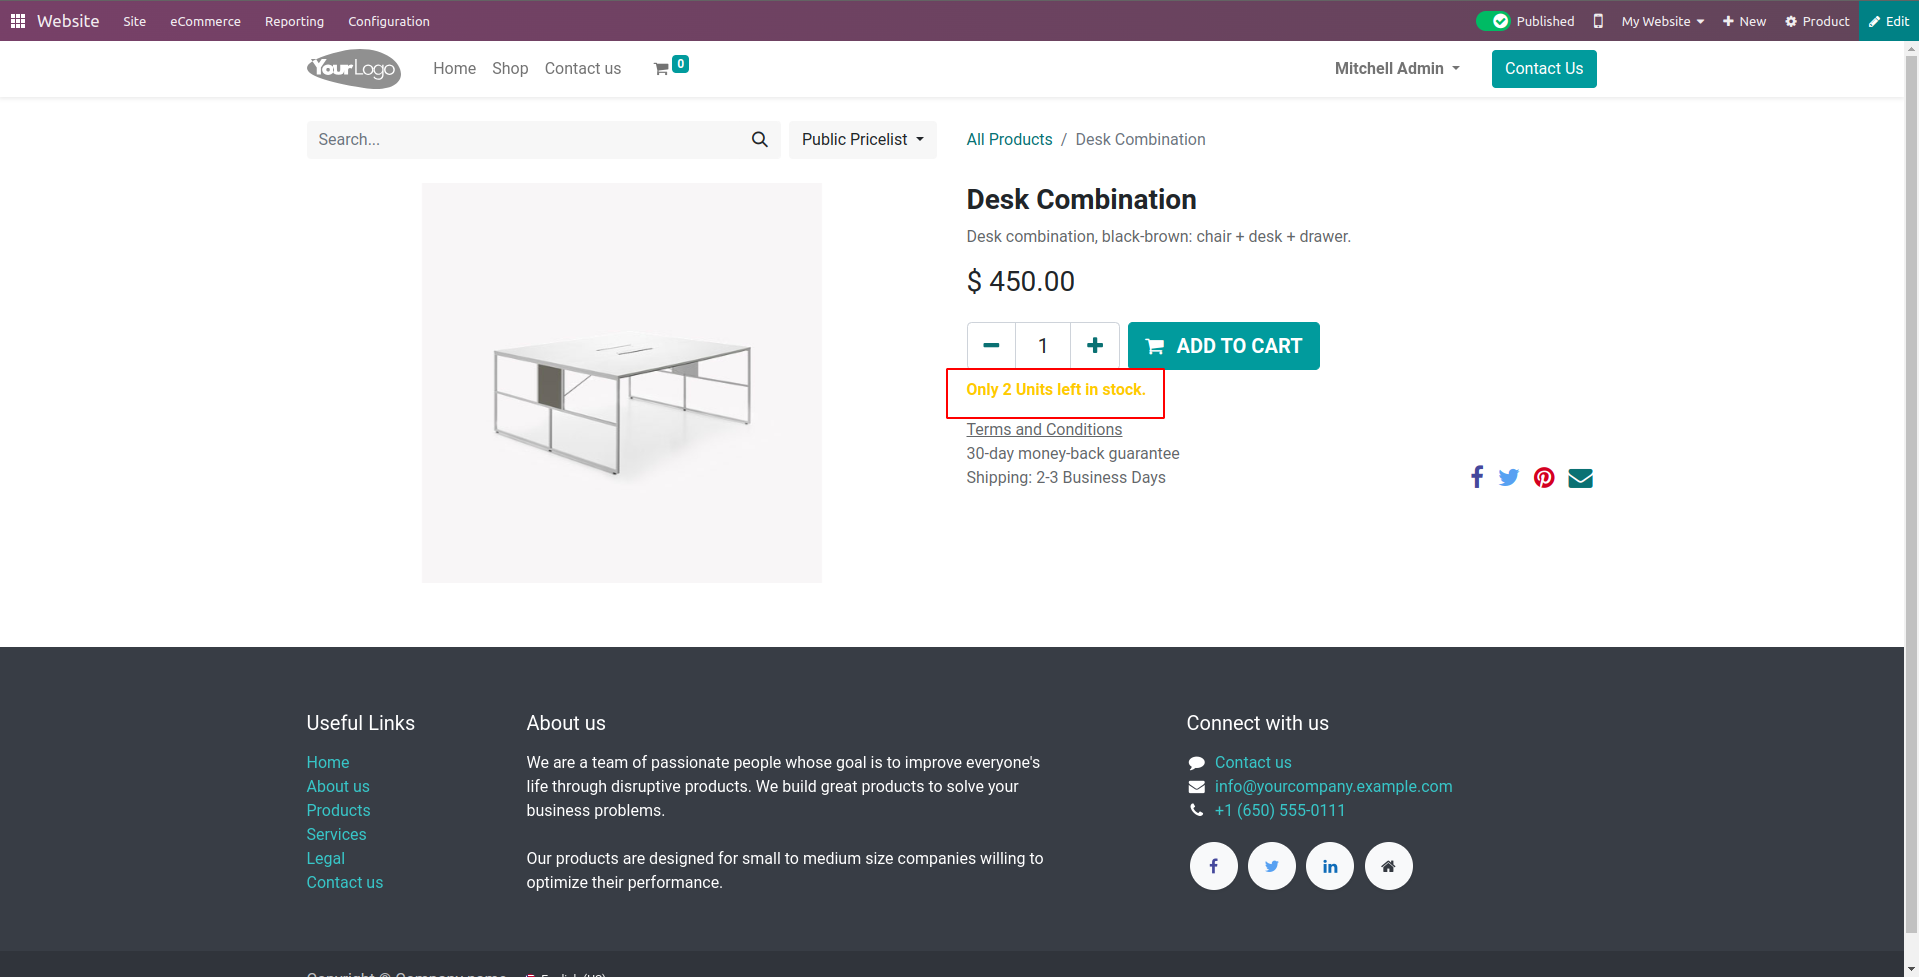 Website Site eCommerce Reporting Configuration Published My Website New Product Edit
YourLogo Home Shop Contact us 0 Mitchell Admin Contact Us
Search... Public Pricelist All Products / Desk Combination
Desk Combination
Desk combination, black-brown: chair + desk + drawer.
$ 450.00
1 ADD TO CART
Only 2 Units left in stock.
Terms and Conditions
30-day money-back guarantee
Shipping: 2-3 Business Days
Useful Links
Home
About us
Products
Services
Legal
Contact us
About us
We are a team of passionate people whose goal is to improve everyone's
life through disruptive products. We build great products to solve your
business problems.
Our products are designed for small to medium size companies willing to
optimize their performance.
Connect with us
Contact us
info@yourcompany.example.com
+1 (650) 555-0111
Copyright © Company name English (US)